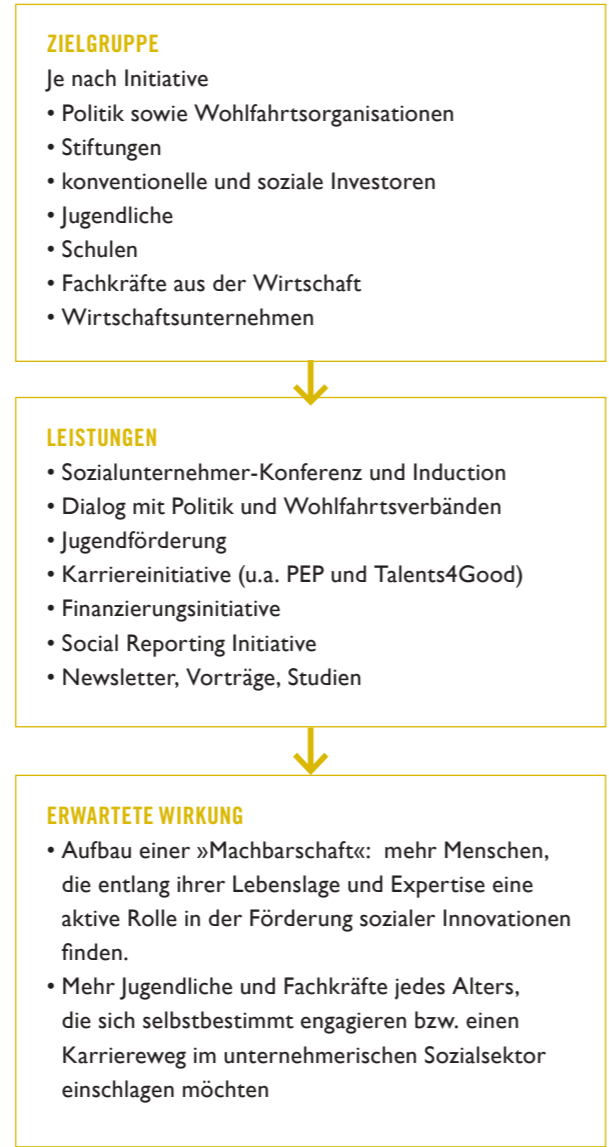 ZIELGRUPPE
Je nach Initiative
• Politik sowie Wohlfahrtsorganisationen
• Stiftungen
• konventionelle und soziale Investoren
• Jugendliche
• Schulen
• Fachkräfte aus der Wirtschaft
• Wirtschaftsunternehmen
LEISTUNGEN
• Sozialunternehmer-Konferenz und Induction
• Dialog mit Politik und Wohlfahrtsverbänden
• Jugendförderung
• Karriereinitiative (u.a. PEP und Talents4Good)
• Finanzierungsinitiative
• Social Reporting Initiative
• Newsletter, Vorträge, Studien
ERWARTETE WIRKUNG
• Aufbau einer »Machbarschaft«: mehr Menschen,
die entlang ihrer Lebenslage und Expertise eine
aktive Rolle in der Förderung sozialer Innovationen
finden.
• Mehr Jugendliche und Fachkräfte jedes Alters,
die sich selbstbestimmt engagieren bzw. einen
Karriereweg im unternehmerischen Sozialsektor
einschlagen möchten